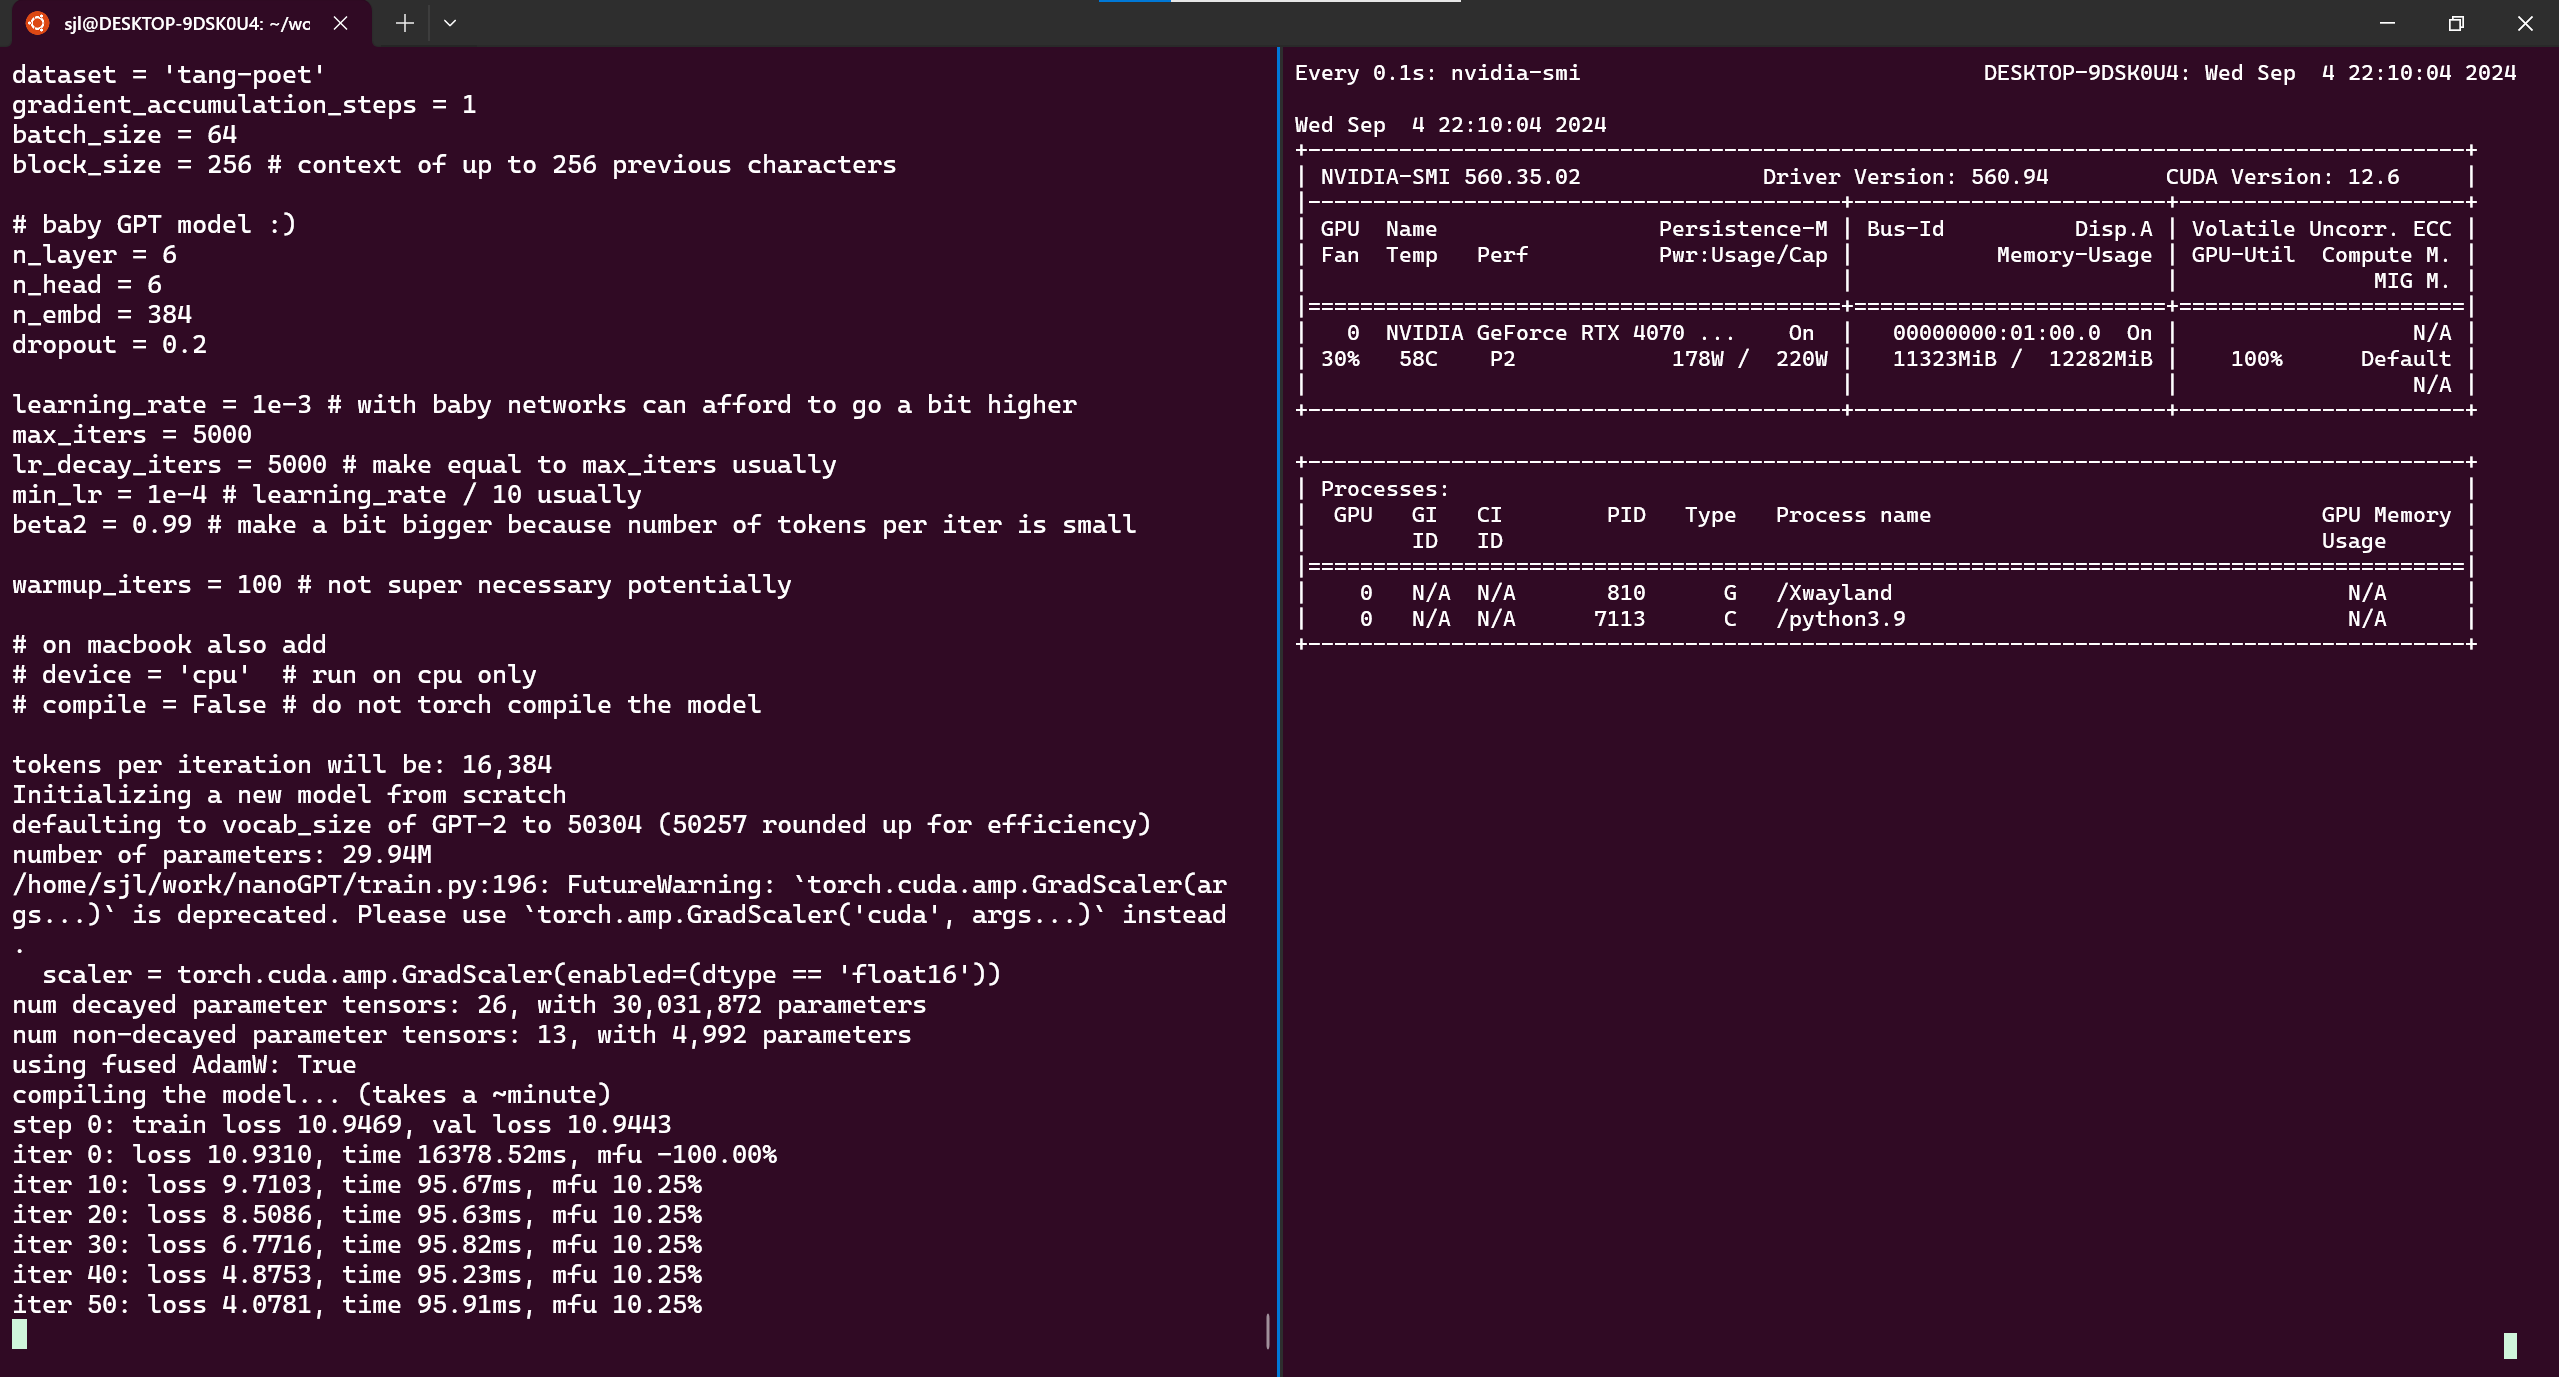 sjl@DESKTOP-9DSK0U4: ~/wc
dataset = 'tang-poet'
gradient_accumulation_steps = 1
batch_size = 64
block_size = 256 # context of up to 256 previous characters
# baby GPT model :)
n_layer = 6
n_head = 6
n_embd = 384
dropout = 0.2
learning_rate = 1e-3 # with baby networks can afford to go a bit higher
max_iters = 5000
lr_decay_iters = 5000 # make equal to max_iters usually
min_lr = 1e-4 # learning_rate / 10 usually
beta2 = 0.99 # make a bit bigger because number of tokens per iter is small
warmup_iters = 100 # not super necessary potentially
# on macbook also add
# device = 'cpu'  # run on cpu only
# compile = False # do not torch compile the model
tokens per iteration will be: 16,384
Initializing a new model from scratch
defaulting to vocab_size of GPT-2 to 50304 (50257 rounded up for efficiency)
number of parameters: 29.94M
/home/sjl/work/nanoGPT/train.py:196: FutureWarning: `torch.cuda.amp.GradScaler(ar
gs...)` is deprecated. Please use `torch.amp.GradScaler('cuda', args...)` instead
.
  scaler = torch.cuda.amp.GradScaler(enabled=(dtype == 'float16'))
num decayed parameter tensors: 26, with 30,031,872 parameters
num non-decayed parameter tensors: 13, with 4,992 parameters
using fused AdamW: True
compiling the model... (takes a ~minute)
step 0: train loss 10.9469, val loss 10.9443
iter 0: loss 10.9310, time 16378.52ms, mfu -100.00%
iter 10: loss 9.7103, time 95.67ms, mfu 10.25%
iter 20: loss 8.5086, time 95.63ms, mfu 10.25%
iter 30: loss 6.7716, time 95.82ms, mfu 10.25%
iter 40: loss 4.8753, time 95.23ms, mfu 10.25%
iter 50: loss 4.0781, time 95.91ms, mfu 10.25%
Every 0.1s: nvidia-smi DESKTOP-9DSK0U4: Wed Sep  4 22:10:04 2024
Wed Sep  4 22:10:04 2024
| NVIDIA-SMI 560.35.02 Driver Version: 560.94 CUDA Version: 12.6 |
| GPU  Name Persistence-M | Bus-Id Disp.A | Volatile Uncorr. ECC |
| Fan  Temp   Perf Pwr:Usage/Cap | Memory-Usage | GPU-Util  Compute M. |
| | | MIG M. |
| 0  NVIDIA GeForce RTX 4070 ... On | 00000000:01:00.0  On | N/A |
| 30%   58C    P2 178W /  220W | 11323MiB /  12282MiB | 100%      Default |
| | | N/A |
| Processes: |
| GPU   GI   CI PID   Type   Process name GPU Memory |
| ID   ID Usage |
| 0   N/A  N/A 810 G   /Xwayland N/A |
| 0   N/A  N/A 7113 C   /python3.9 N/A |